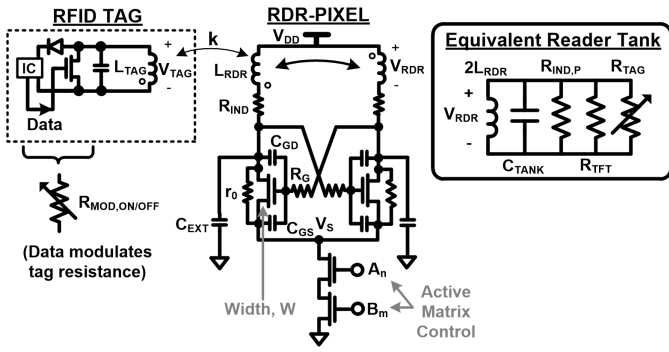 RFID TAG
RDR-PIXEL
Equivalent Reader Tank
IC
Data
L_TAG
+
V_TAG
-
k
V_DD
L_RDR
+
V_RDR
-
R_IND
C_GD
R_G
r_0
C_GS
V_S
C_EXT
R_MOD,ON/OFF
(Data modulates
tag resistance)
Width, W
A_n
B_m
Active
Matrix
Control
2L_RDR
R_IND,P
R_TAG
+
V_RDR
-
C_TANK
R_TFT